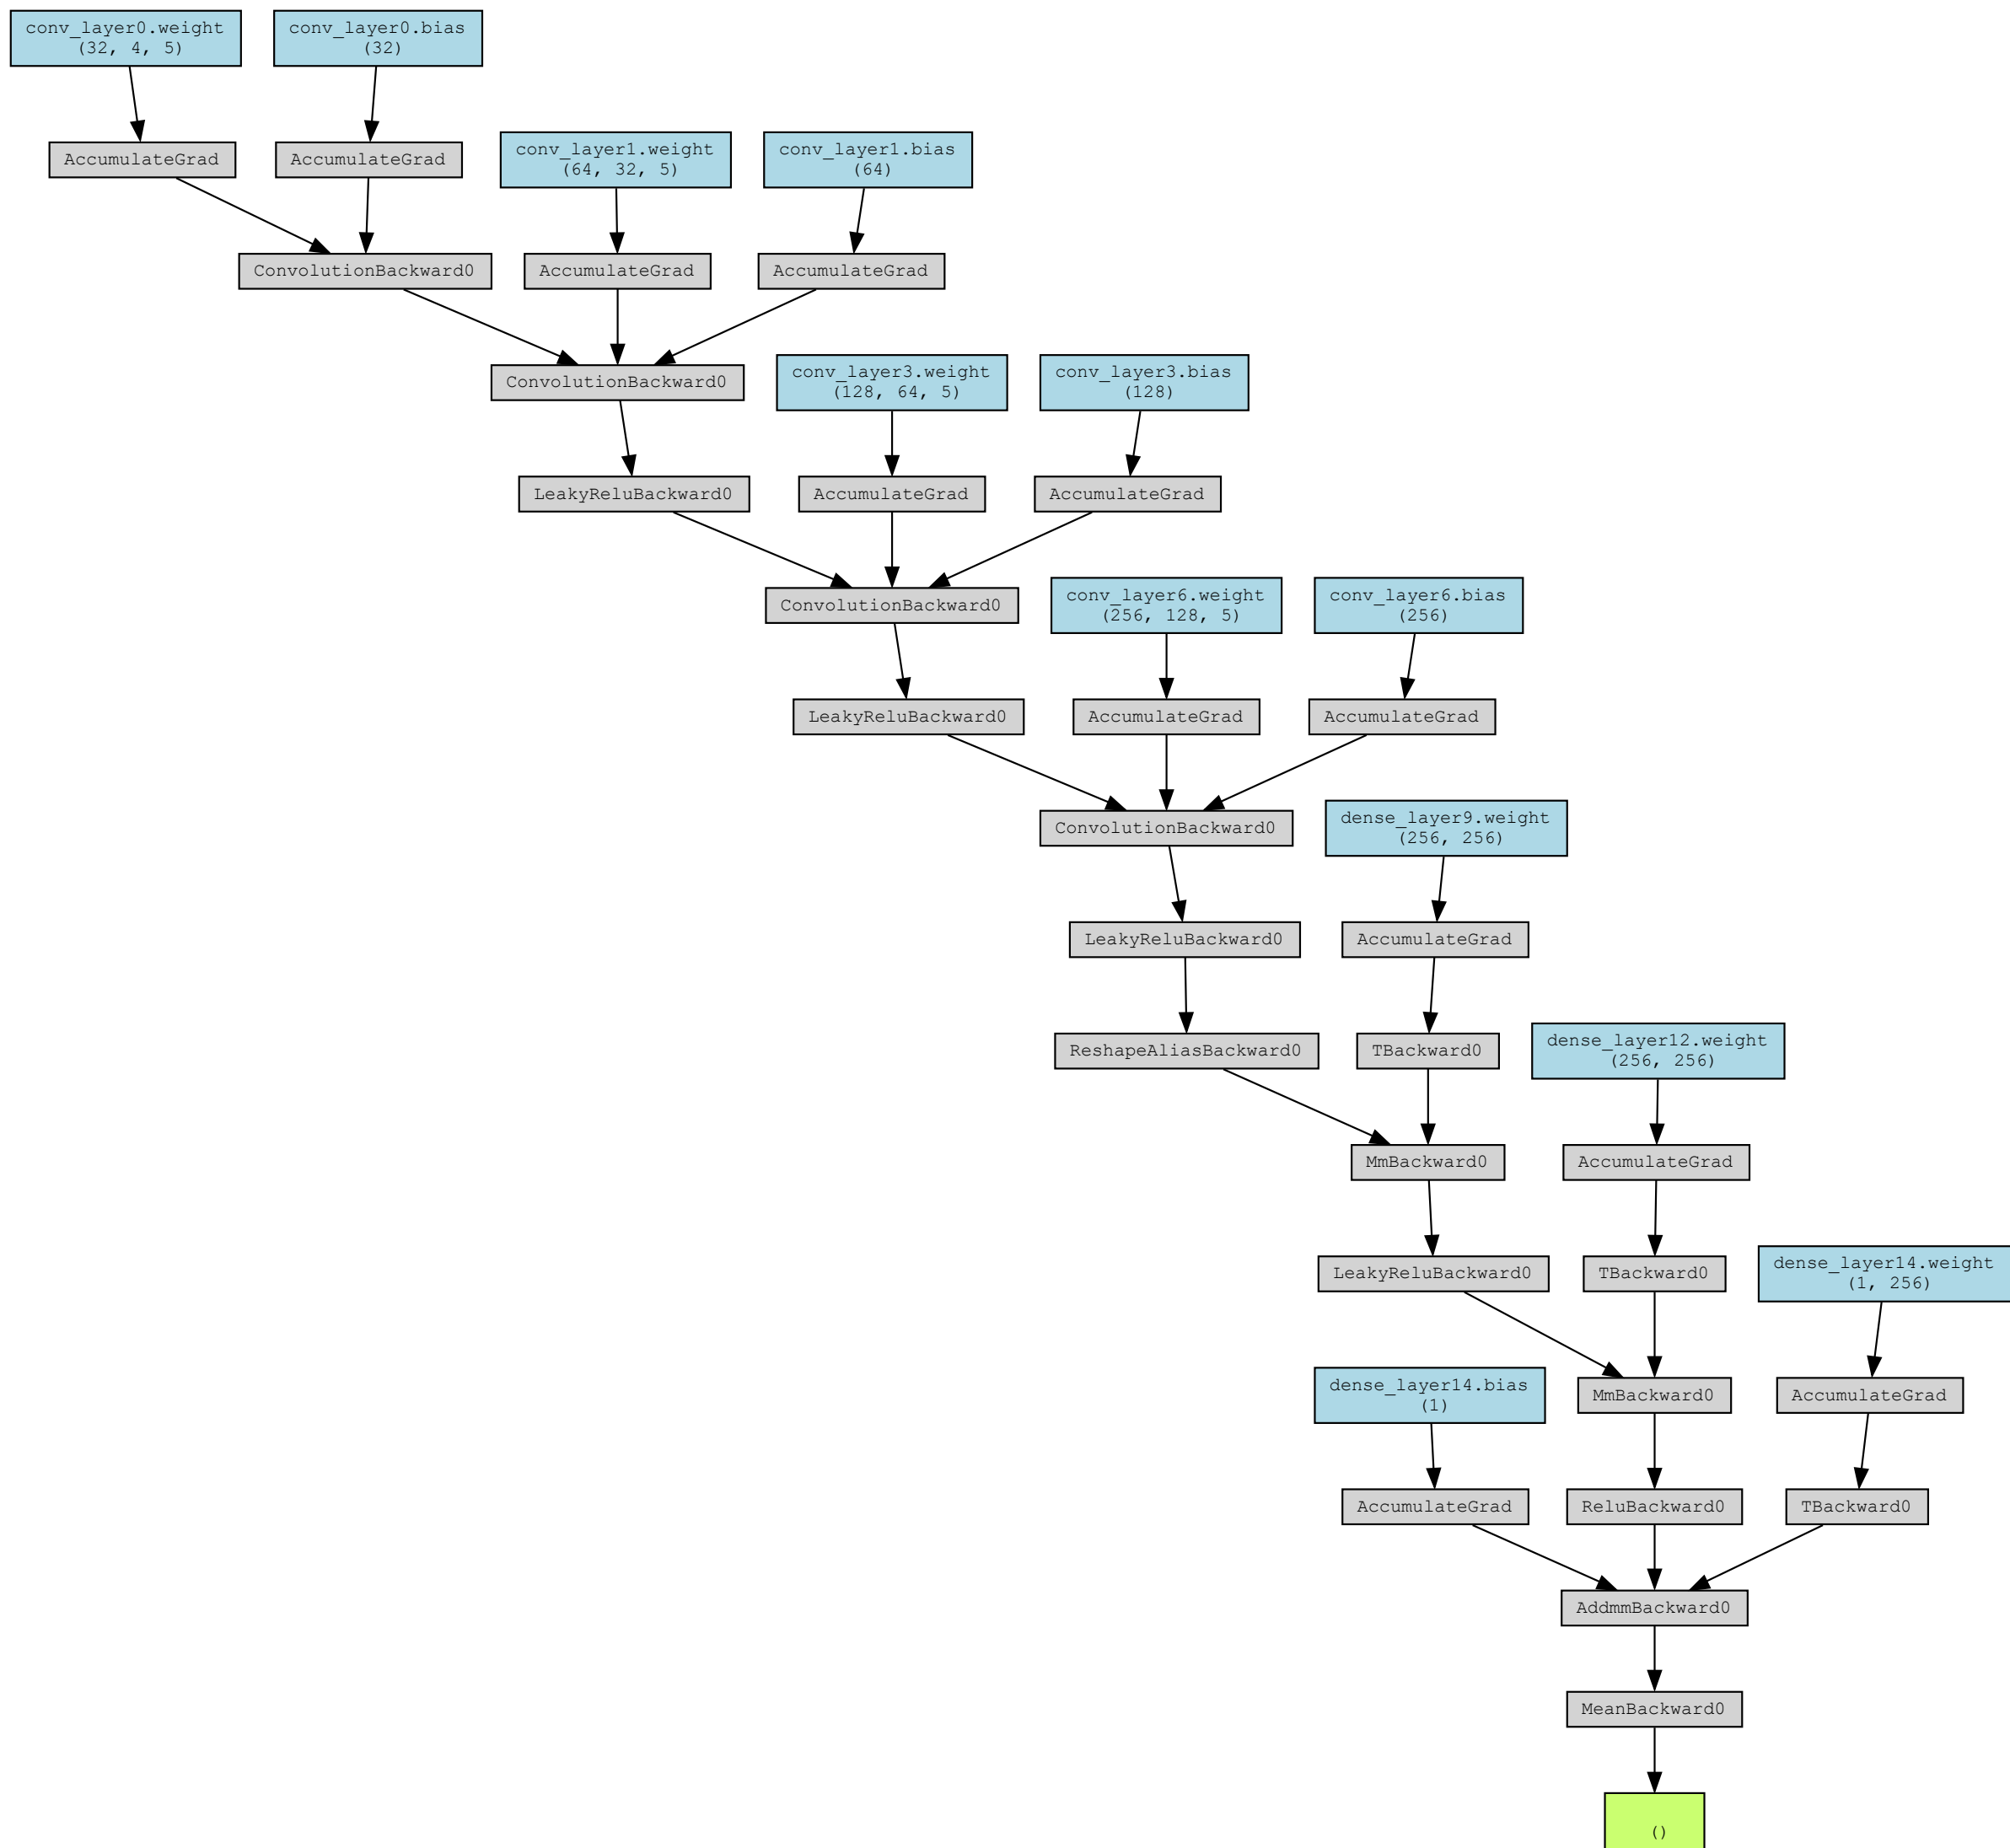 conv_layer0.weight
(32, 4, 5)
conv_layer0.bias
(32)
AccumulateGrad
AccumulateGrad
conv_layer1.weight
(64, 32, 5)
conv_layer1.bias
(64)
ConvolutionBackward0
AccumulateGrad
AccumulateGrad
ConvolutionBackward0
conv_layer3.weight
(128, 64, 5)
conv_layer3.bias
(128)
LeakyReluBackward0
AccumulateGrad
AccumulateGrad
ConvolutionBackward0
conv_layer6.weight
(256, 128, 5)
conv_layer6.bias
(256)
LeakyReluBackward0
AccumulateGrad
AccumulateGrad
ConvolutionBackward0
dense_layer9.weight
(256, 256)
LeakyReluBackward0
AccumulateGrad
ReshapeAliasBackward0
TBackward0
dense_layer12.weight
(256, 256)
MmBackward0
AccumulateGrad
LeakyReluBackward0
TBackward0
dense_layer14.weight
(1, 256)
dense_layer14.bias
(1)
MmBackward0
AccumulateGrad
AccumulateGrad
ReluBackward0
TBackward0
AddmmBackward0
MeanBackward0
()